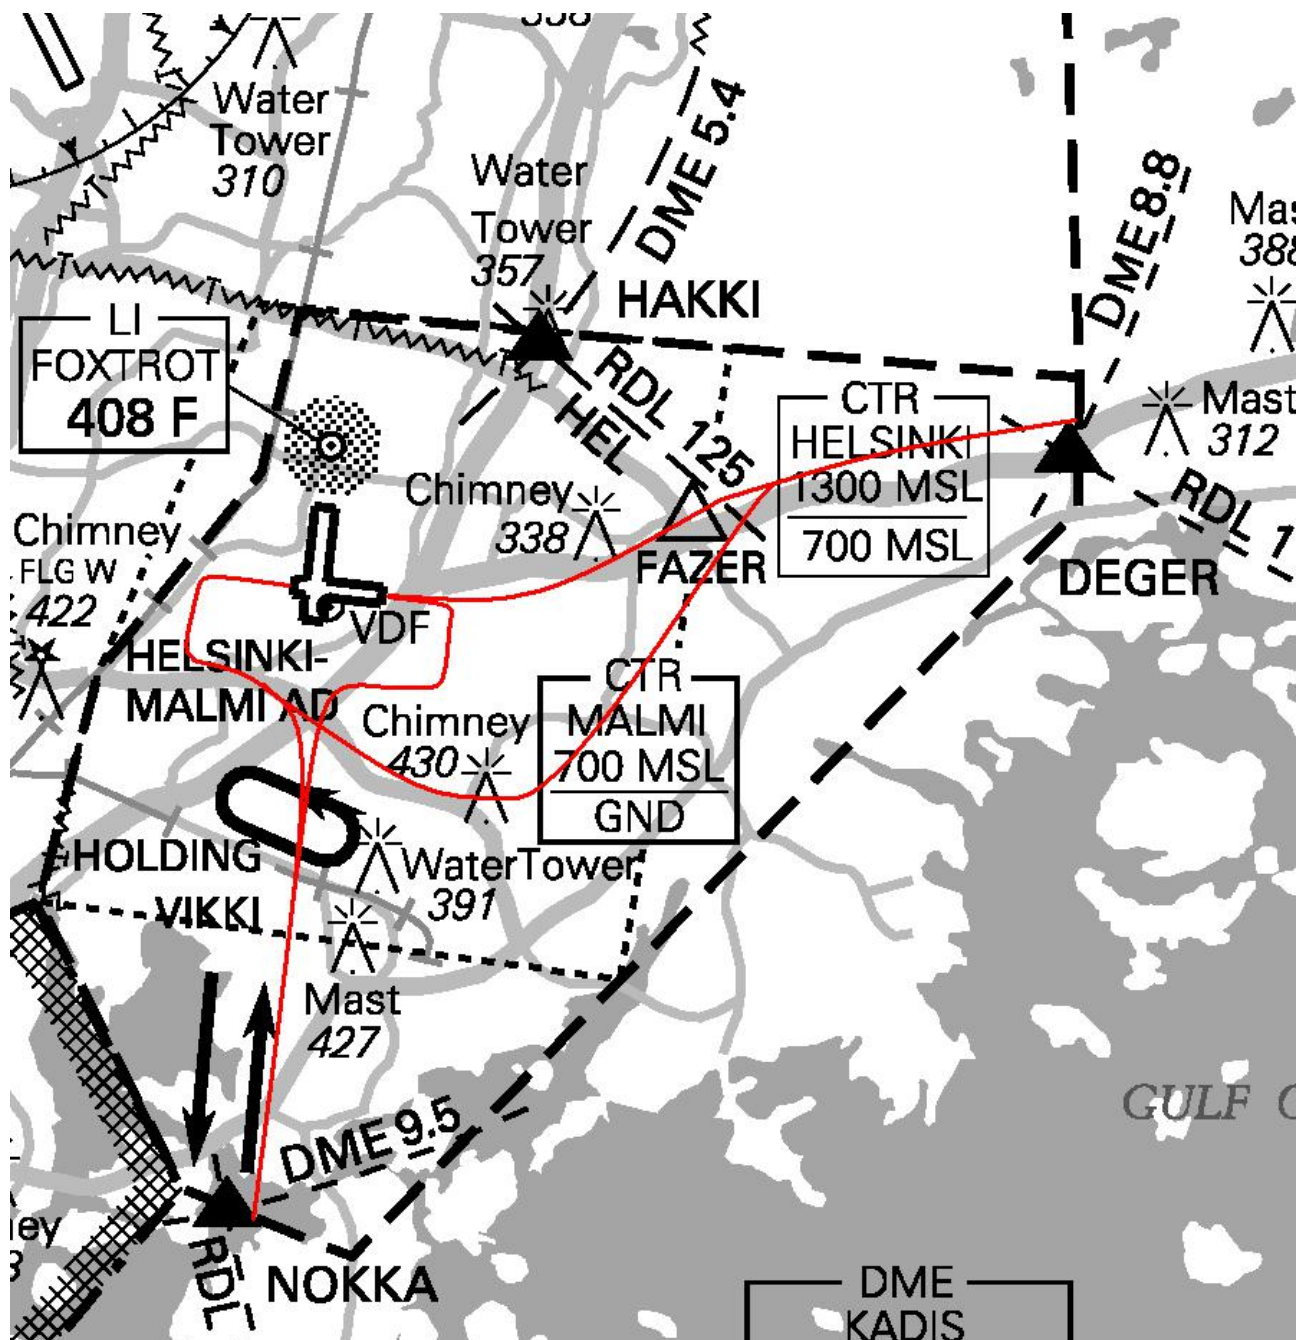 Water
Tower
310
Water
Tower
357
DME 5.4
HAKKI
DME 8.8
Mast
312
LI
FOXTROT
408 F
RDL 125
HEL
CTR
HELSINKI
1300 MSL
700 MSL
Chimney
338
FAZER
RDL 1
DEGER
Chimney
FLG W
422
VDF
HELSINKI-
MALMI AD
Chimney
430
CTR
MALMI
700 MSL
GND
HOLDING
VIKKI
WaterTower
391
Mast
427
DME 9.5
GULF
RDL
NOKKA
DME
KADIS